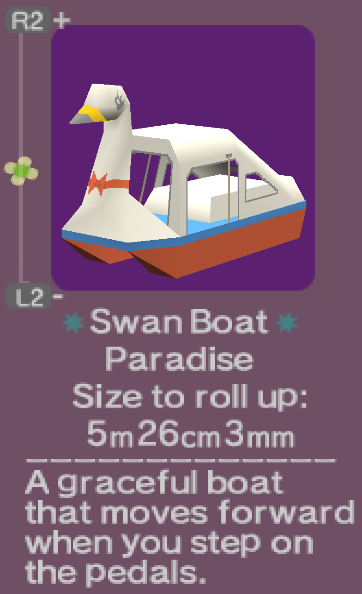 R2 +
L2 -
Swan Boat
Paradise
Size to roll up:
5m26cm3mm
A graceful boat
that moves forward
when you step on
the pedals.